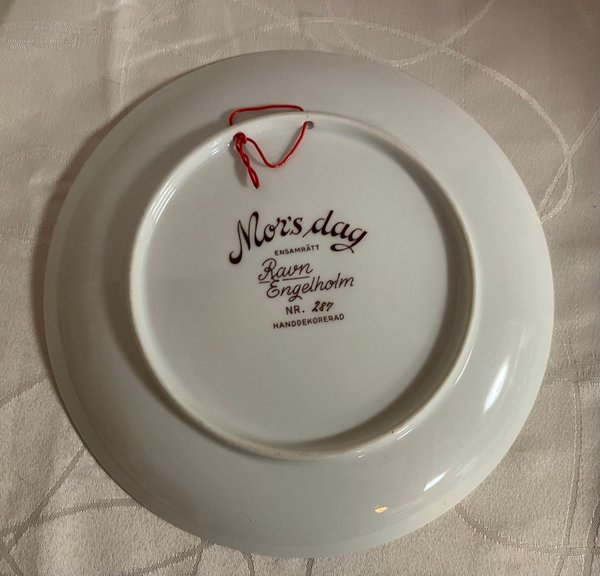 Mor's dag
ENSAMRÄTT
Ravn
Engelholm
NR. 287
HANDDEKORERAD